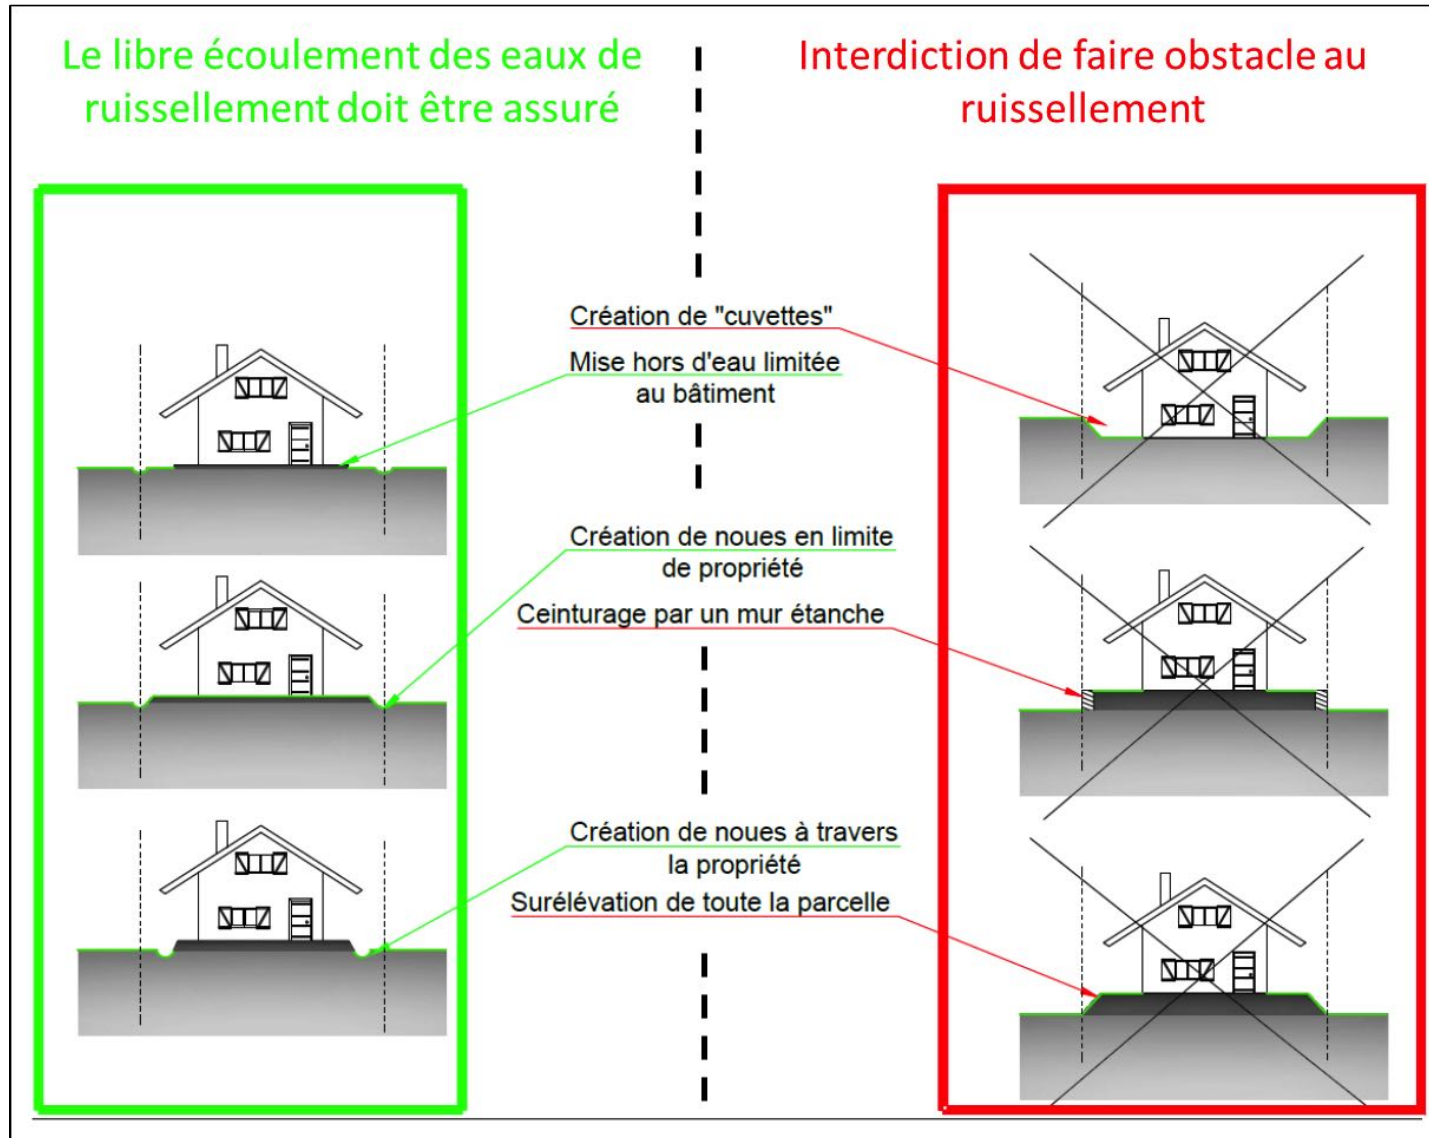 Le libre écoulement des eaux de
ruissellement doit être assuré
Interdiction de faire obstacle au
ruissellement
Création de "cuvettes"
Mise hors d'eau limitée
au bâtiment
Création de noues en limite
de propriété
Ceinturage par un mur étanche
Création de noues à travers
la propriété
Surélévation de toute la parcelle